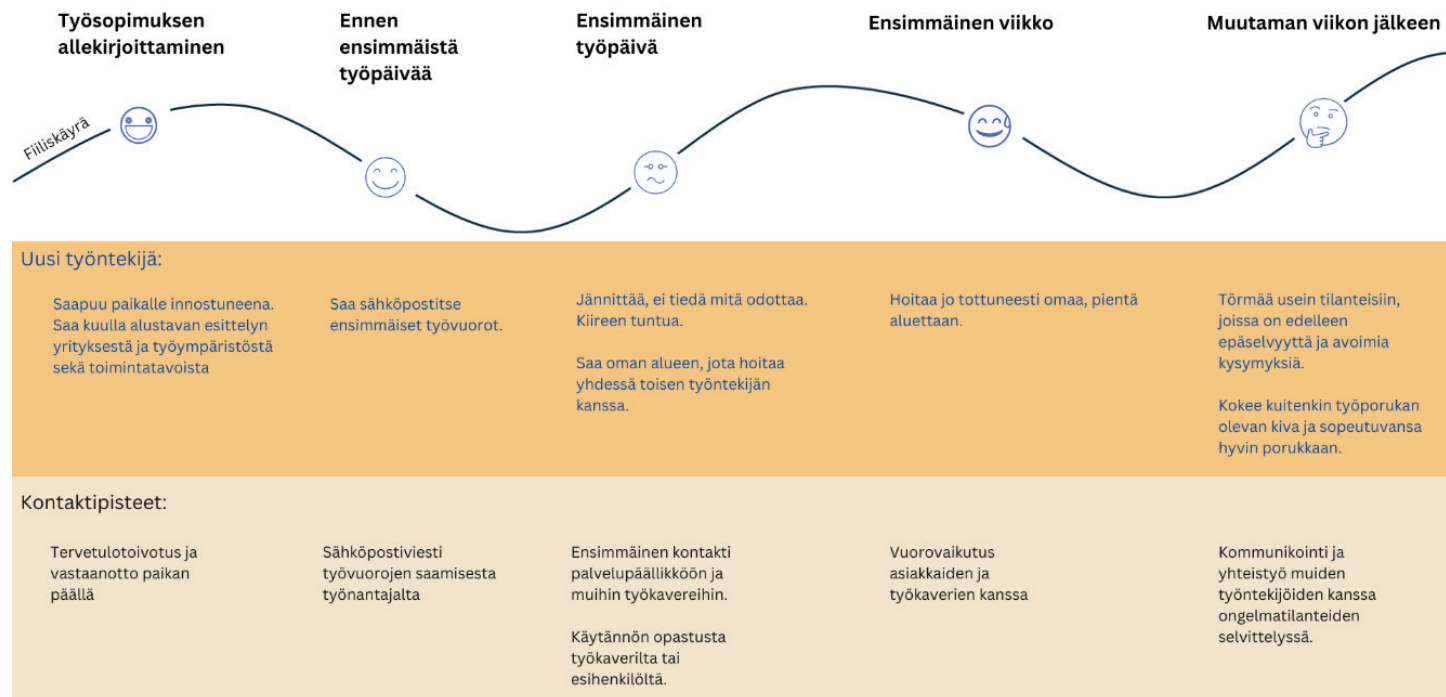 Työsopimuksen
allekirjoittaminen
Ennen
ensimmäistä
työpäivää
Ensimmäinen
työpäivä
Ensimmäinen viikko
Muutaman viikon jälkeen
Fiiliskäyrä
Uusi työntekijä:
Saapuu paikalle innostuneena.
Saa kuulla alustavan esittelyn
yrityksestä ja työympäristöstä
sekä toimintatavoista
Saa sähköpostitse
ensimmäiset työvuorot.
Jännittää, ei tiedä mitä odottaa.
Kiireen tuntua.
Saa oman alueen, jota hoitaa
yhdessä toisen työntekijän
kanssa.
Hoitaa jo tottuneesti omaa, pientä
aluettaan.
Törmää usein tilanteisiin,
joissa on edelleen
epäselvyyttä ja avoimia
kysymyksiä.
Kokee kuitenkin työporukan
olevan kiva ja sopeutuvansa
hyvin porukkaan.
Kontaktipisteet:
Tervetulotoivotus ja
vastaanotto paikan
päällä
Sähköpostiviesti
työvuorojen saamisesta
työnantajalta
Ensimmäinen kontakti
palvelupäällikköön ja
muihin työkavereihin.
Käytännön opastusta
työkaverilta tai
esihenkilöltä.
Vuorovaikutus
asiakkaiden ja
työkaverien kanssa
Kommunikointi ja
yhteistyö muiden
työntekijöiden kanssa
ongelmatilanteiden
selvittelyssä.